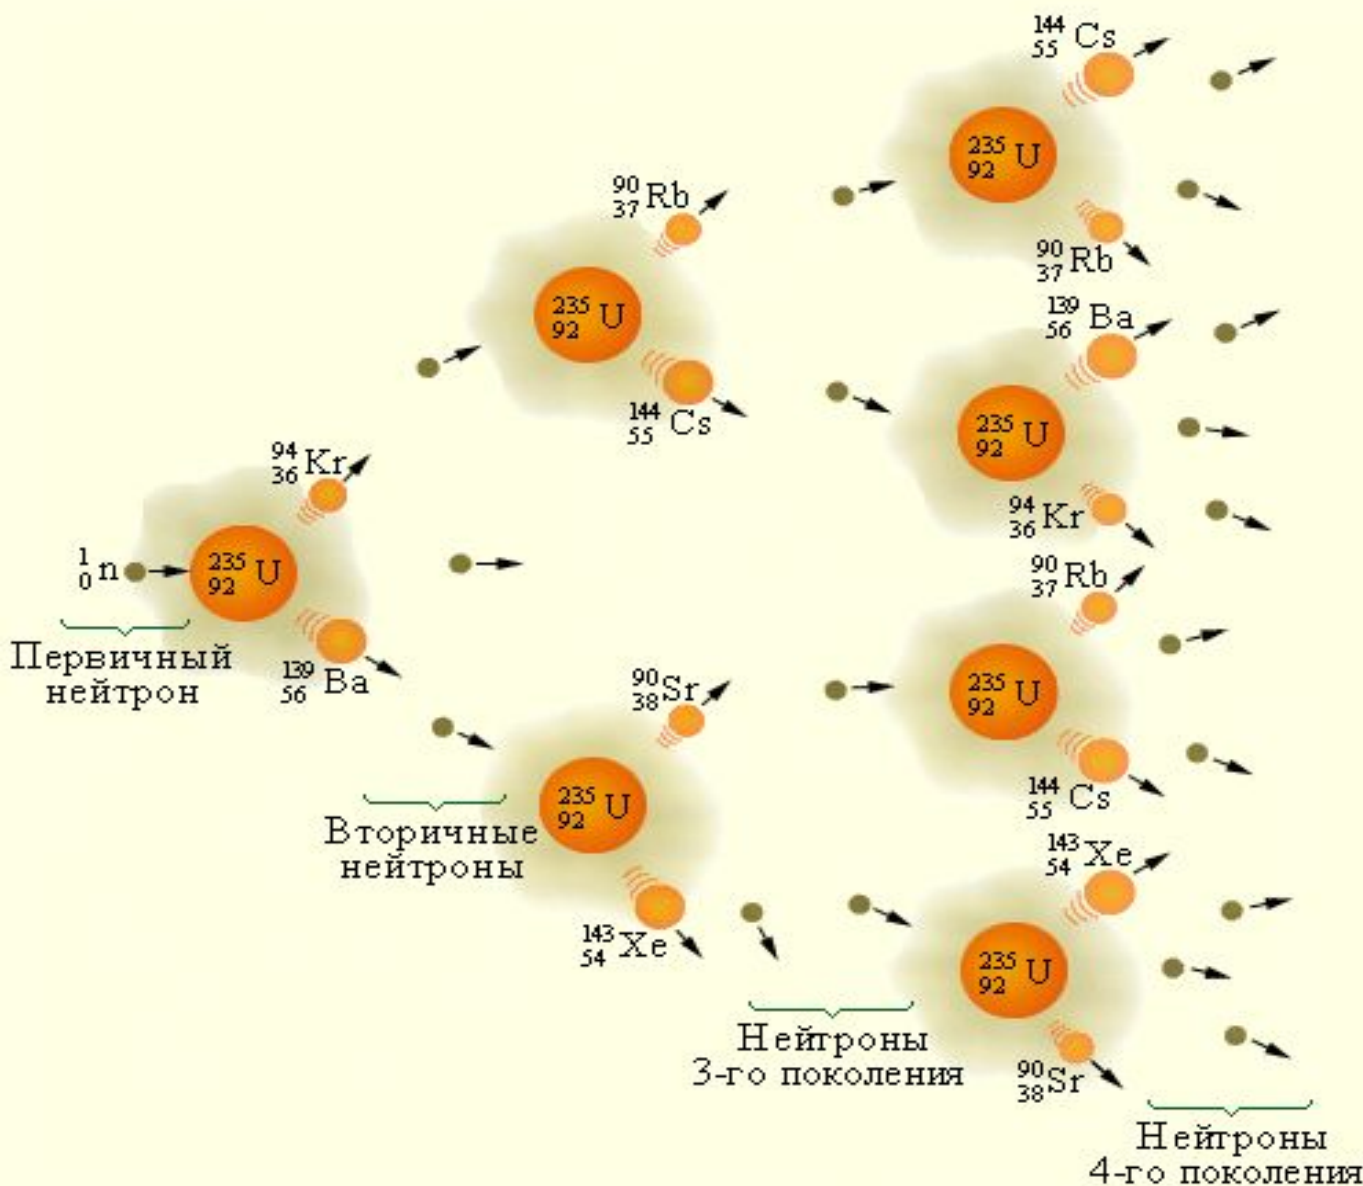 144
55 Cs
235
92 U
90
37 Rb
90
37 Rb
139
56 Ba
235
92 U
144
55 Cs
235
92 U
94
36 Kr
94
36 Kr
1
0 n
235
92 U
139
56 Ba
Первичный
нейтрон
90
37 Rb
235
92 U
144
55 Cs
90
38 Sr
235
92 U
143
54 Xe
Вторичные
нейтроны
143
54 Xe
235
92 U
90
38 Sr
Нейтроны
3-го поколения
Нейтроны
4-го поколения